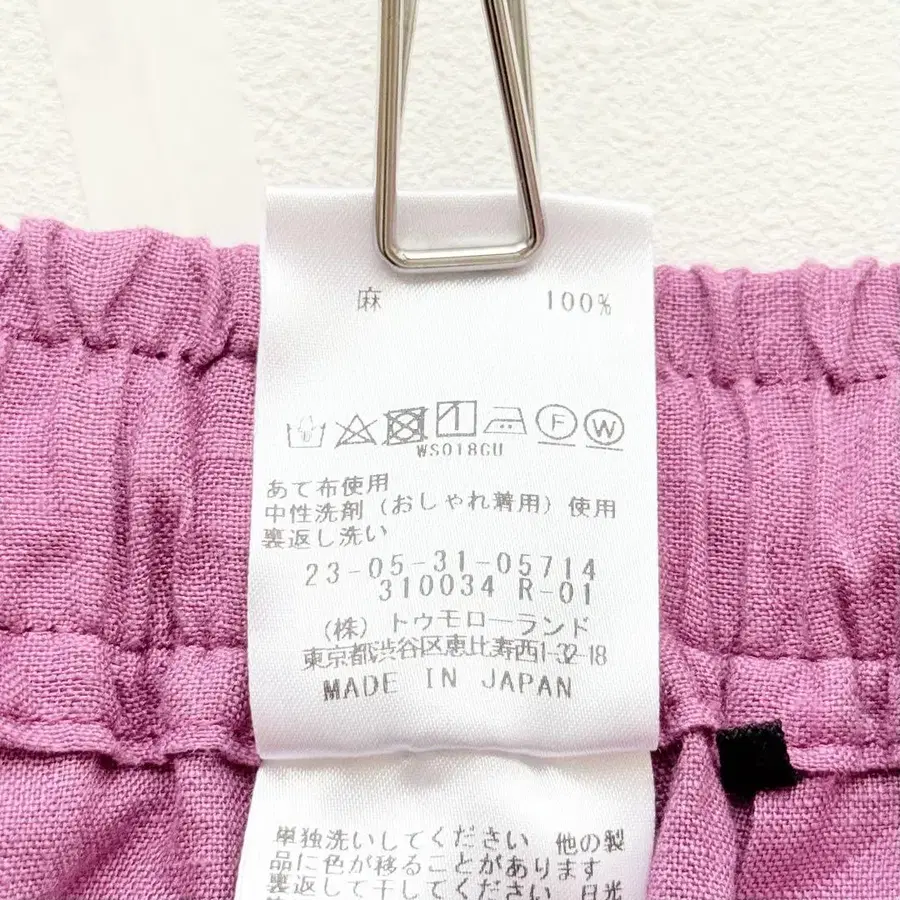 麻 100%
F W
WS018GU
あて布使用
中性洗剤（おしゃれ着用）使用
裏返し洗い
23-05-31-05714
310034 R-01
（株）トゥモローランド
東京都渋谷区恵比寿西1-32-18
MADE IN JAPAN
単独洗いしてください 他の製
品に色が移ることがあります
裏返して干してください 日光